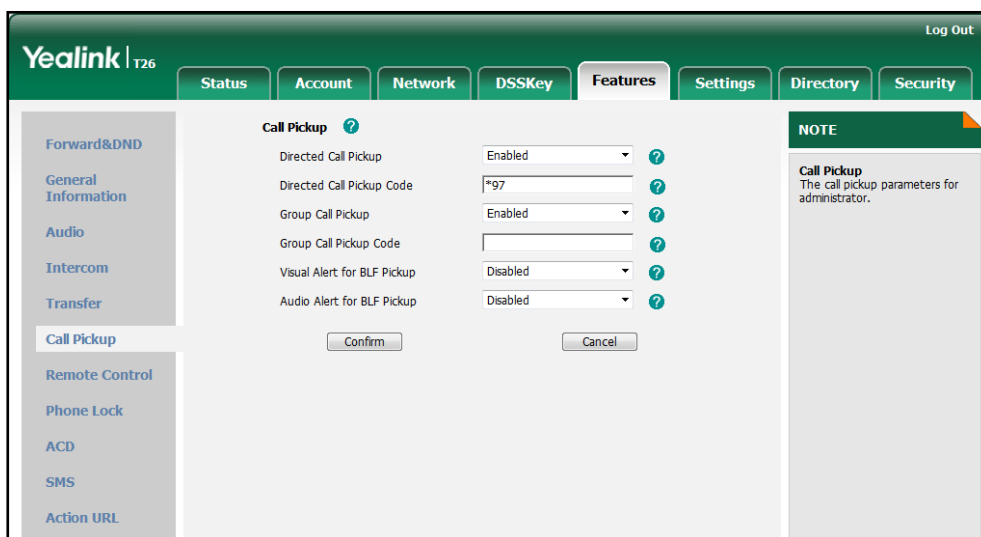 Log Out
Yealink T26
Status Account Network DSSKey Features Settings Directory Security
Forward&DND
General
Information
Audio
Intercom
Transfer
Call Pickup
Remote Control
Phone Lock
ACD
SMS
Action URL
Call Pickup ?
Directed Call Pickup Enabled ?
Directed Call Pickup Code *97 ?
Group Call Pickup Enabled ?
Group Call Pickup Code ?
Visual Alert for BLF Pickup Disabled ?
Audio Alert for BLF Pickup Disabled ?
Confirm Cancel
NOTE
Call Pickup
The call pickup parameters for
administrator.